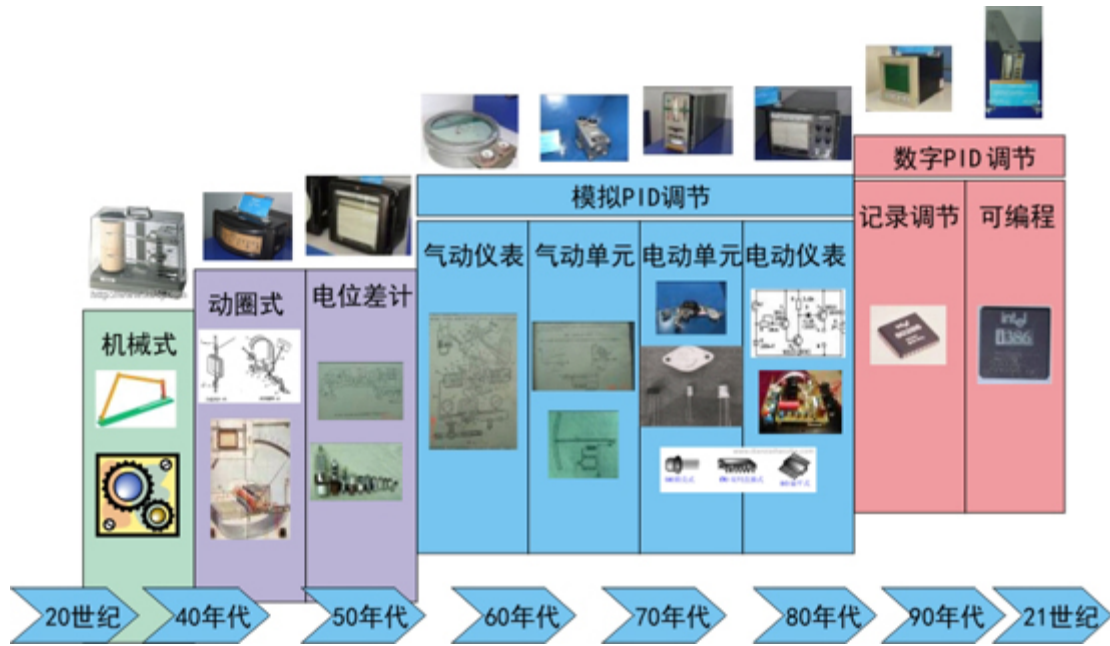 数字PID 调节
模拟PID调节
记录调节
可编程
气动仪表
气动单元
电动单元
电动仪表
动圈式
电位差计
机械式
intel
i386
20世纪
40年代
50年代
60年代
70年代
80年代
90年代
21世纪